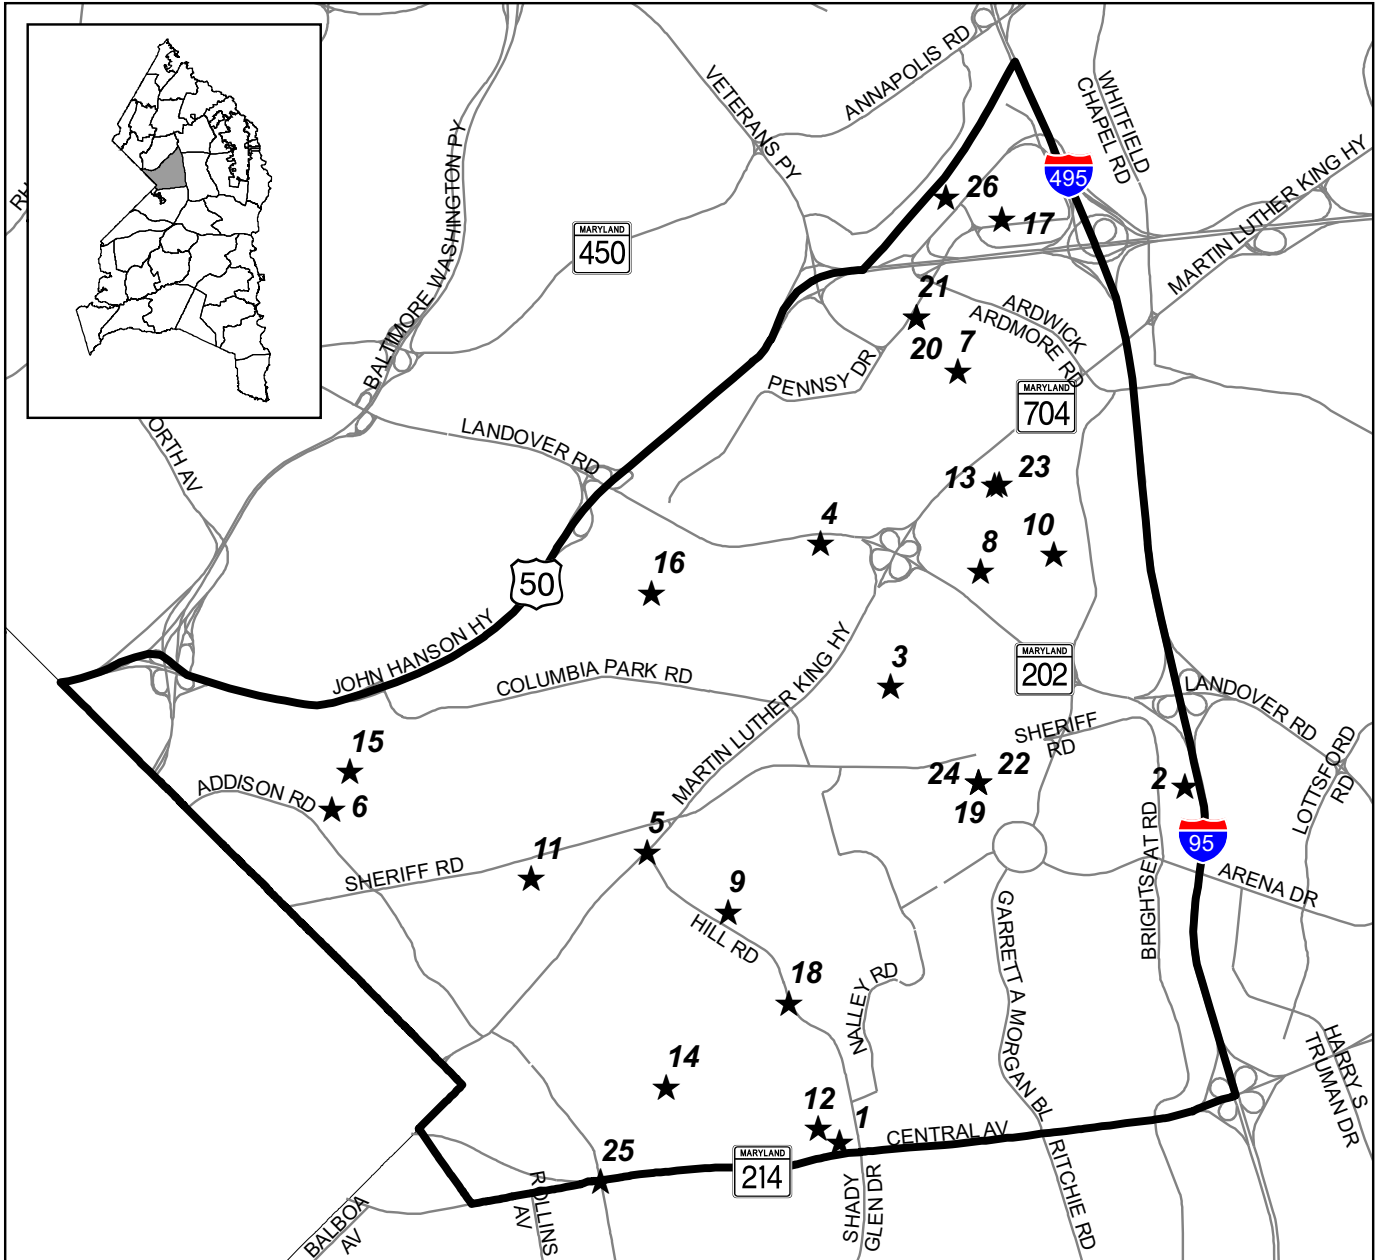 ANNAPOLIS RD
VETERANS PY
WHITFIELD
CHAPEL RD
MARTIN LUTHER KING HY
BALTIMORE WASHINGTON PY
495
26
17
MARYLAND
450
21
ARDWICK
ARDMORE RD
20
7
PENNSY DR
MARYLAND
704
ORTH AV
LANDOVER RD
13
23
4
8
10
16
50
JOHN HANSON HY
COLUMBIA PARK RD
MARTIN LUTHER KING HY
3
MARYLAND
202
LANDOVER RD
SHERIFF
RD
LOTTSFORD
RD
15
ADDISON RD
6
24
22
19
2
5
95
11
SHERIFF RD
9
HILL RD
BRIGHTSEAT RD
ARENA DR
GARRETT A MORGAN BL
18
NALLEY RD
14
12
1
HARRY S
TRUMAN DR
CENTRAL AV
25
MARYLAND
214
ROLLINS
AV
SHADY
GLEN DR
RITCHIE RD
BALBOA
AV